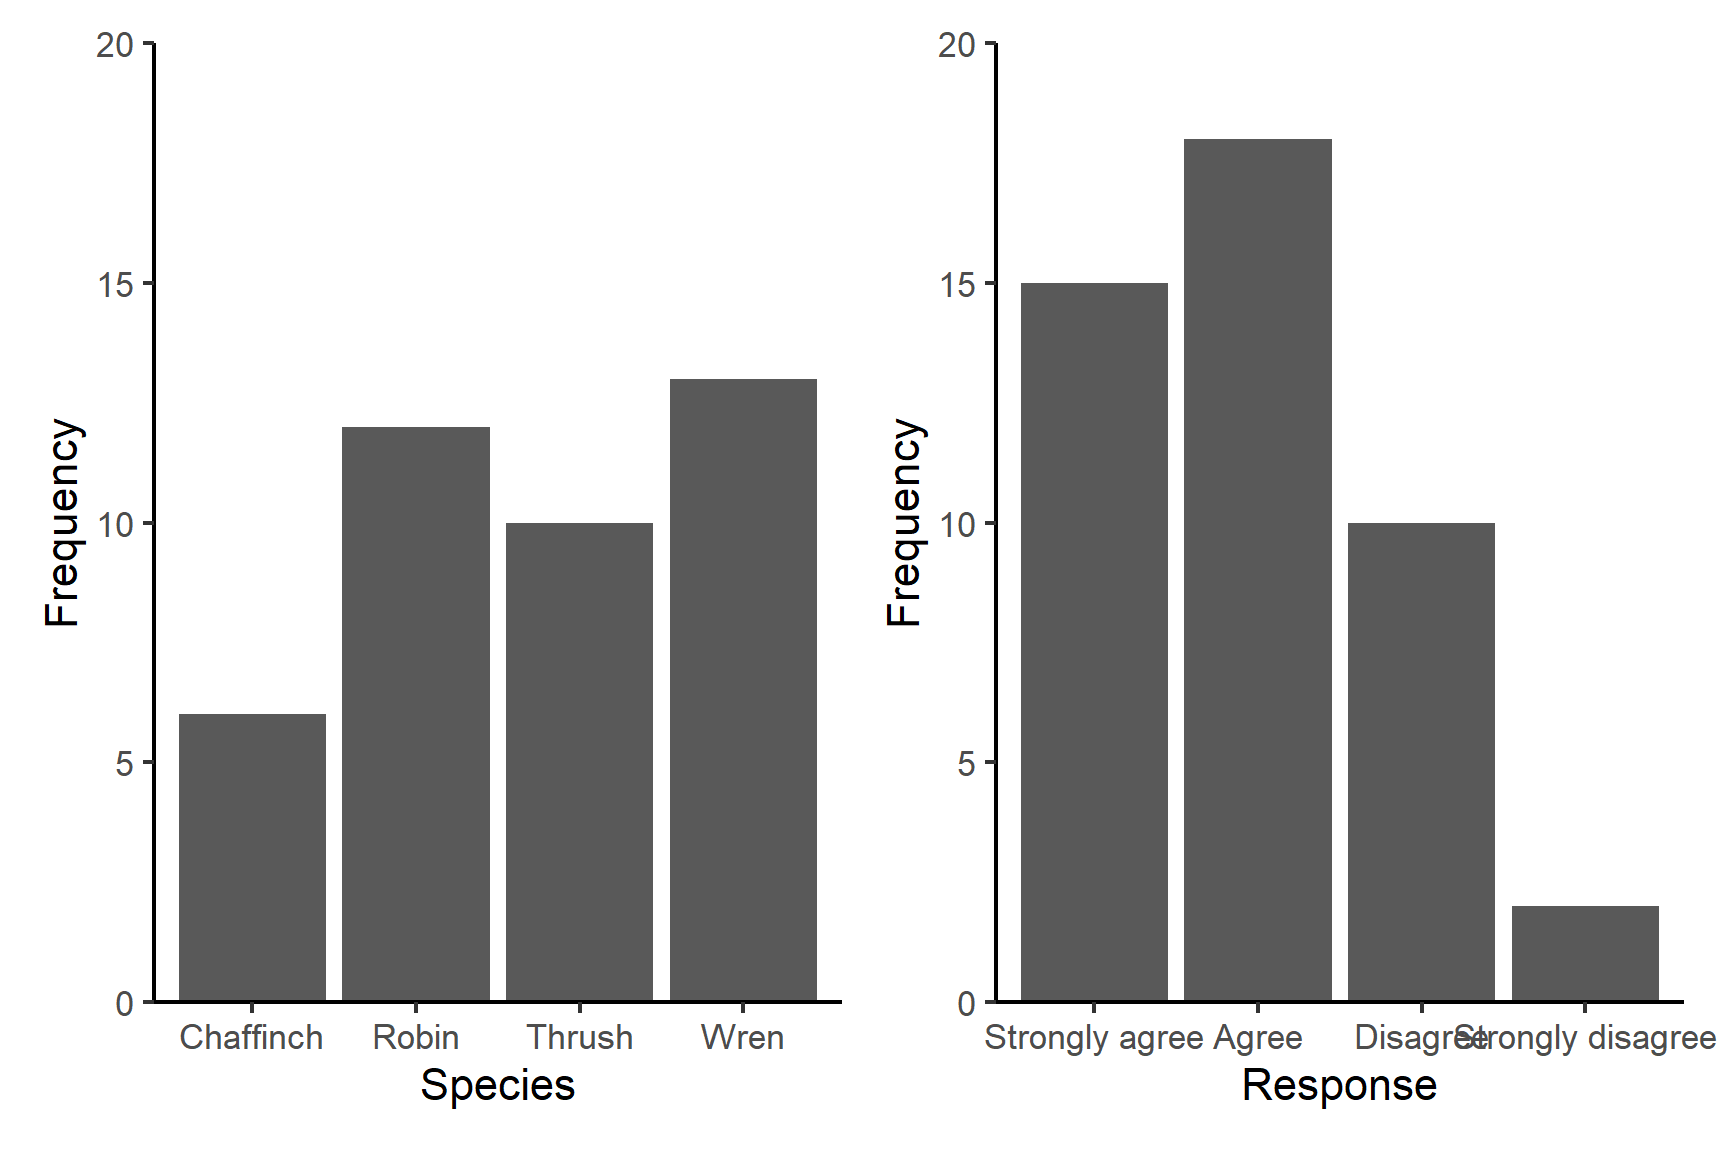 Frequency
20
15
10
5
0
Chaffinch Robin Thrush Wren
Species
Frequency
20
15
10
5
0
Strongly agree Agree Disagree Strongly disagree
Response